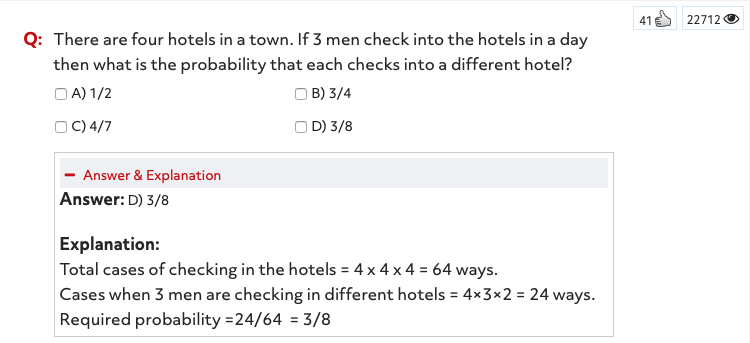 41 22712
Q: There are four hotels in a town. If 3 men check into the hotels in a day
then what is the probability that each checks into a different hotel?
A) 1/2 B) 3/4
C) 4/7 D) 3/8
− Answer & Explanation
Answer: D) 3/8
Explanation:
Total cases of checking in the hotels = 4 x 4 x 4 = 64 ways.
Cases when 3 men are checking in different hotels = 4×3×2 = 24 ways.
Required probability =24/64 = 3/8